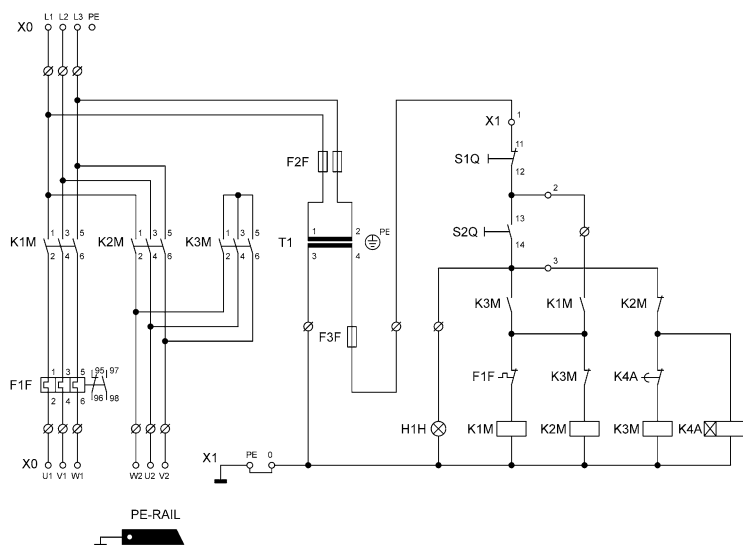 L1 L2 L3 PE
X0
1
X1
11
S1Q
F2F
12
2
1 3 5
K1M
2 4 6
1 3 5
K2M
2 4 6
1 3 5
K3M
2 4 6
T1
1 2
PE
3 4
13
S2Q
14
3
K3M
K1M
K2M
F3F
1 3 5
F1F
2 4 6
95 97
96 98
F1F
K3M
K4A
H1H
K1M
K2M
K3M
K4A
X0
U1 V1 W1
W2 U2 V2
X1
PE 0
PE-RAIL